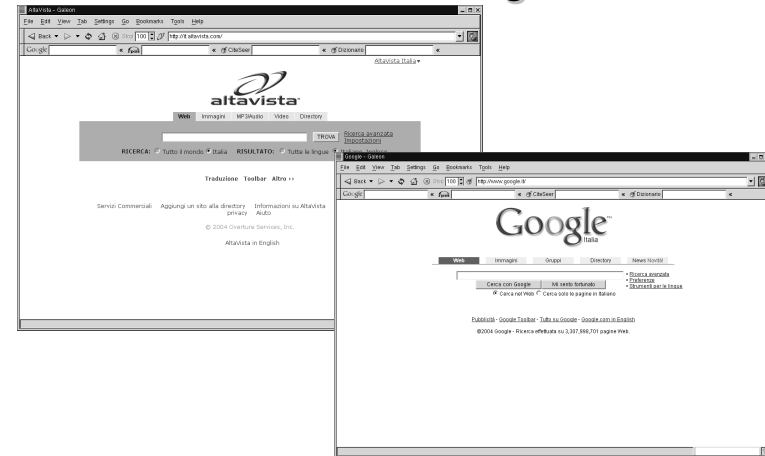 AltaVista - Galeon
File Edit View Tab Settings Go Bookmarks Tools Help
Back Stop 100 http://it.altavista.com/
Google « fm « CiteSeer « Dizionario «
AltaVista Italia
altavista
Web Immagini MP3/Audio Video Directory
TROVA Ricerca avanzata
Impostazioni
RICERCA: Tutto il mondo Italia RISULTATO: Tutte le lingue Italiano, Inglese
Traduzione Toolbar Altro ››
Servizi Commerciali Aggiungi un sito alla directory Informazioni su AltaVista
privacy Aiuto
© 2004 Overture Services, Inc.
AltaVista in English
Google - Galeon
File Edit View Tab Settings Go Bookmarks Tools Help
Back Stop 100 http://www.google.it/
Google « fm « CiteSeer « Dizionario «
Google™
Italia
Web Immagini Gruppi Directory News Novità!
Ricerca avanzata
Preferenze
Strumenti per le lingue
Cerca con Google Mi sento fortunato
Cerca nel Web Cerca solo le pagine in Italiano
Pubblicità - Google Toolbar - Tutto su Google - Google.com in English
©2004 Google - Ricerca effettuata su 3,307,998,701 pagine Web.